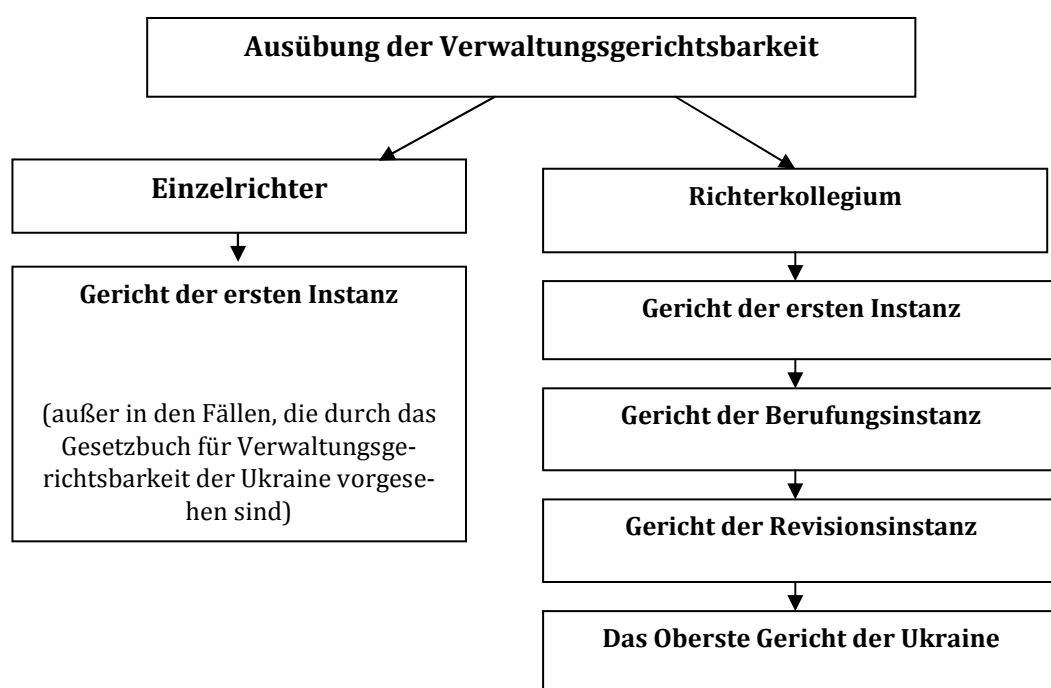 Ausübung der Verwaltungsgerichtsbarkeit
Einzelrichter
Gericht der ersten Instanz
(außer in den Fällen, die durch das
Gesetzbuch für Verwaltungsge-
richtsbarkeit der Ukraine vorgese-
hen sind)
Richterkollegium
Gericht der ersten Instanz
Gericht der Berufungsinstanz
Gericht der Revisionsinstanz
Das Oberste Gericht der Ukraine